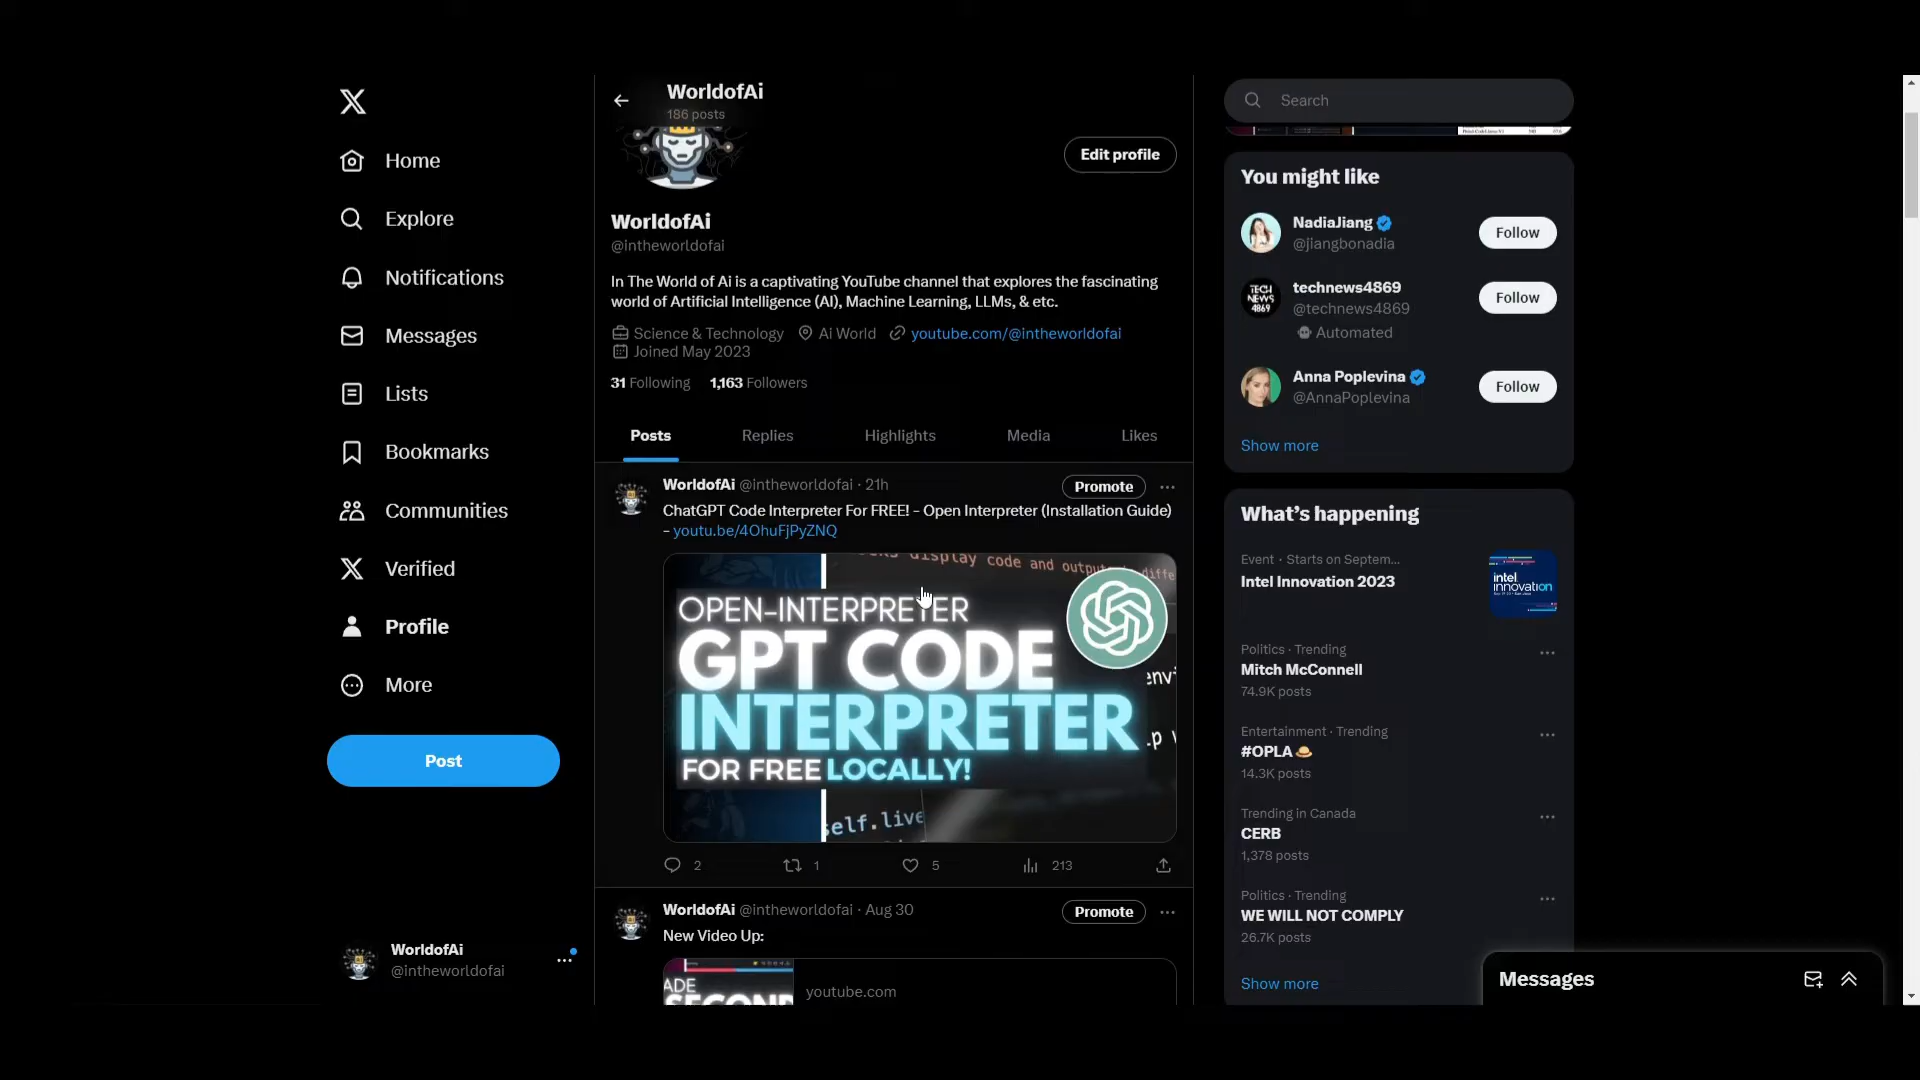 Home
Explore
Notifications
Messages
Lists
Bookmarks
Communities
Verified
Profile
More
Post
WorldofAi
@intheworldofai
WorldofAi
186 posts
Edit profile
WorldofAi
@intheworldofai
In The World of Ai is a captivating YouTube channel that explores the fascinating
world of Artificial Intelligence (AI), Machine Learning, LLMs, & etc.
Science & Technology Ai World youtube.com/@intheworldofai
Joined May 2023
31 Following 1,163 Followers
Posts Replies Highlights Media Likes
WorldofAi @intheworldofai · 21h Promote
ChatGPT Code Interpreter For FREE! - Open Interpreter (Installation Guide)
- youtu.be/4OhuFjPyZNQ
display code and output
OPEN-INTERPRETER
GPT CODE
INTERPRETER
FOR FREE LOCALLY!
self.live
2 1 5 213
WorldofAi @intheworldofai · Aug 30 Promote
New Video Up:
youtube.com
Search
You might like
NadiaJiang
@jiangbonadia
Follow
TECH
NEWS
4869
technews4869
@technews4869
Automated
Follow
Anna Poplevina
@AnnaPoplevina
Follow
Show more
What's happening
Event · Starts on Septem...
Intel Innovation 2023
intel
innovation
Politics · Trending
Mitch McConnell
74.9K posts
Entertainment · Trending
#OPLA
14.3K posts
Trending in Canada
CERB
1,378 posts
Politics · Trending
WE WILL NOT COMPLY
26.7K posts
Show more
Messages